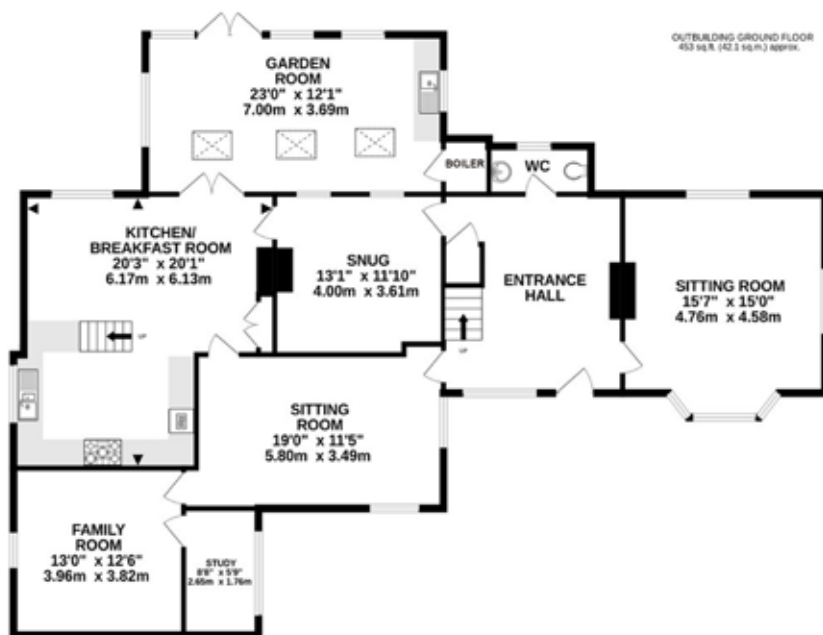 OUTBUILDING GROUND FLOOR
453 sq.ft. (42.1 sq.m.) approx.
GARDEN
ROOM
23'0" x 12'1"
7.00m x 3.69m
BOILER
WC
KITCHEN/
BREAKFAST ROOM
20'3" x 20'1"
6.17m x 6.13m
SNUG
13'1" x 11'10"
4.00m x 3.61m
ENTRANCE
HALL
SITTING ROOM
15'7" x 15'0"
4.76m x 4.58m
UP
UP
SITTING
ROOM
19'0" x 11'5"
5.80m x 3.49m
FAMILY
ROOM
13'0" x 12'6"
3.96m x 3.82m
STUDY
8'8" x 5'9"
2.65m x 1.76m